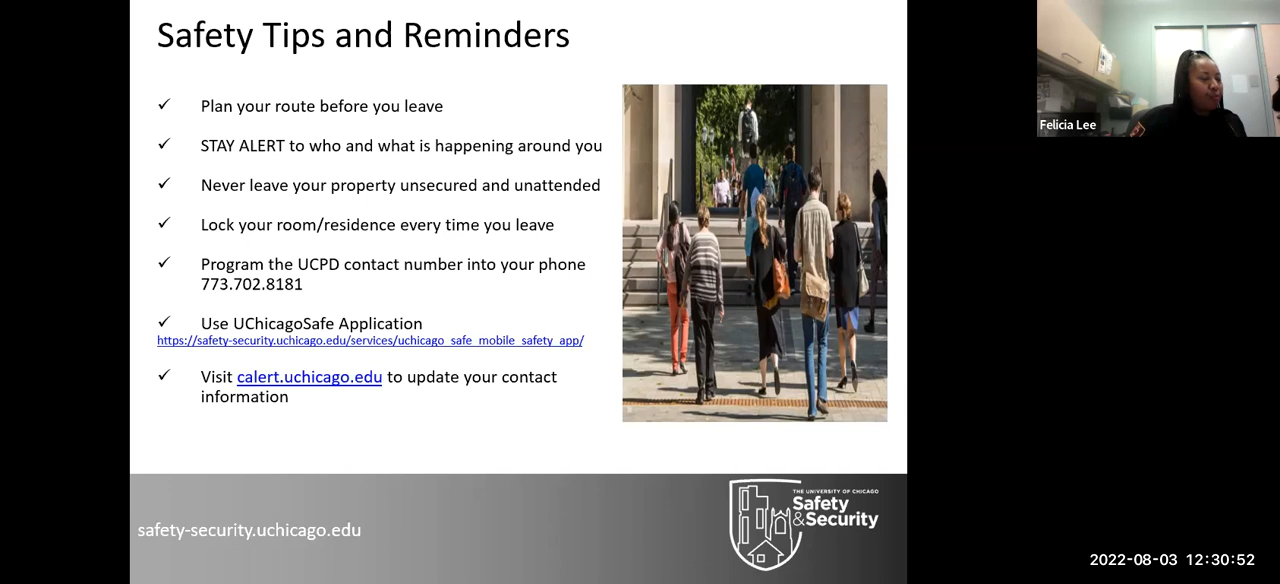 Safety Tips and Reminders
✓ Plan your route before you leave
✓ STAY ALERT to who and what is happening around you
✓ Never leave your property unsecured and unattended
✓ Lock your room/residence every time you leave
✓ Program the UCPD contact number into your phone
773.702.8181
✓ Use UChicagoSafe Application
https://safety-security.uchicago.edu/services/uchicago_safe_mobile_safety_app/
✓ Visit calert.uchicago.edu to update your contact
information
safety-security.uchicago.edu
THE UNIVERSITY OF CHICAGO
Safety
&Security
Felicia Lee
2022-08-03 12:30:52